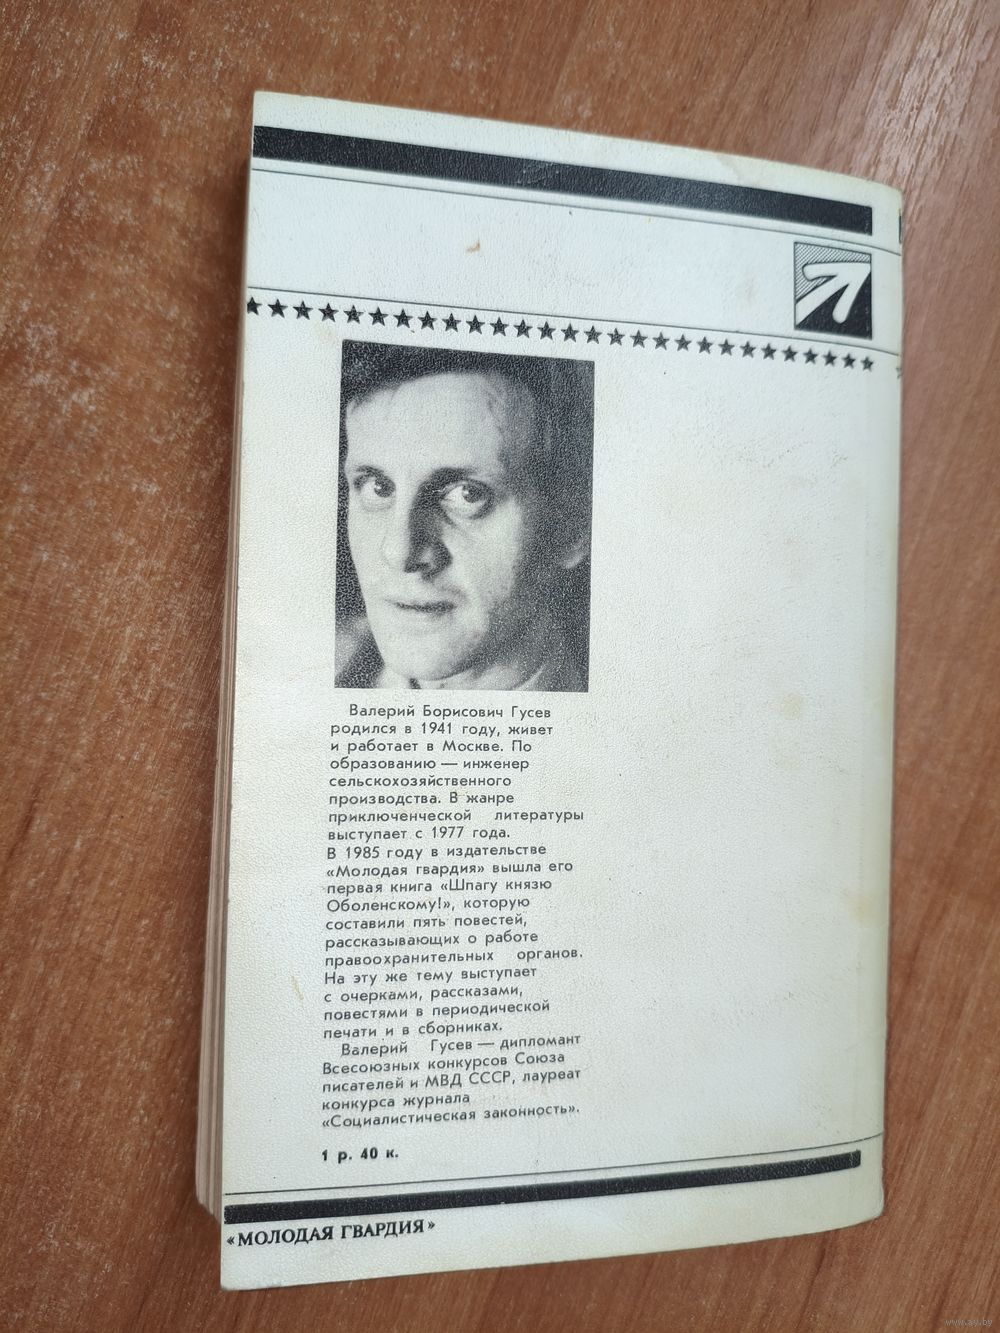 Валерий Борисович Гусев
родился в 1941 году, живет
и работает в Москве. По
образованию — инженер
сельскохозяйственного
производства. В жанре
приключенческой литературы
выступает с 1977 года.
В 1985 году в издательстве
«Молодая гвардия» вышла его
первая книга «Шпагу князю
Оболенскому!», которую
составили пять повестей,
рассказывающих о работе
правоохранительных органов.
На эту же тему выступает
с очерками, рассказами,
повестями в периодической
печати и в сборниках.
Валерий Гусев — дипломант
Всесоюзных конкурсов Союза
писателей и МВД СССР, лауреат
конкурса журнала
«Социалистическая законность».
1 р. 40 к.
«МОЛОДАЯ ГВАРДИЯ»
www.ay.by